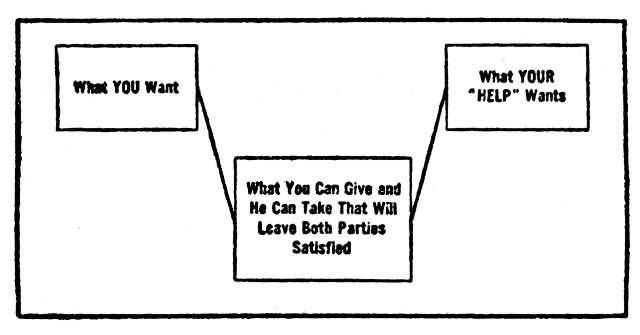 What YOU Want
What YOUR
"HELP" Wants
What You Can Give and
He Can Take That Will
Leave Both Parties
Satisfied